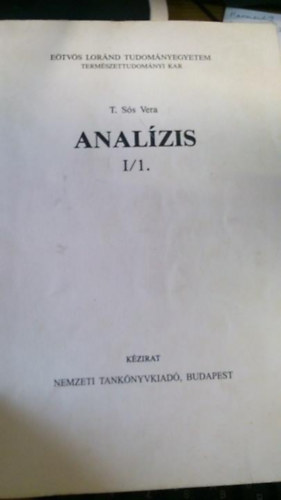 EÖTVÖS LORÁND TUDOMÁNYEGYETEM
TERMÉSZETTUDOMÁNYI KAR
T. Sós Vera
ANALÍZIS
I/1.
KÉZIRAT
NEMZETI TANKÖNYVKIADÓ, BUDAPEST